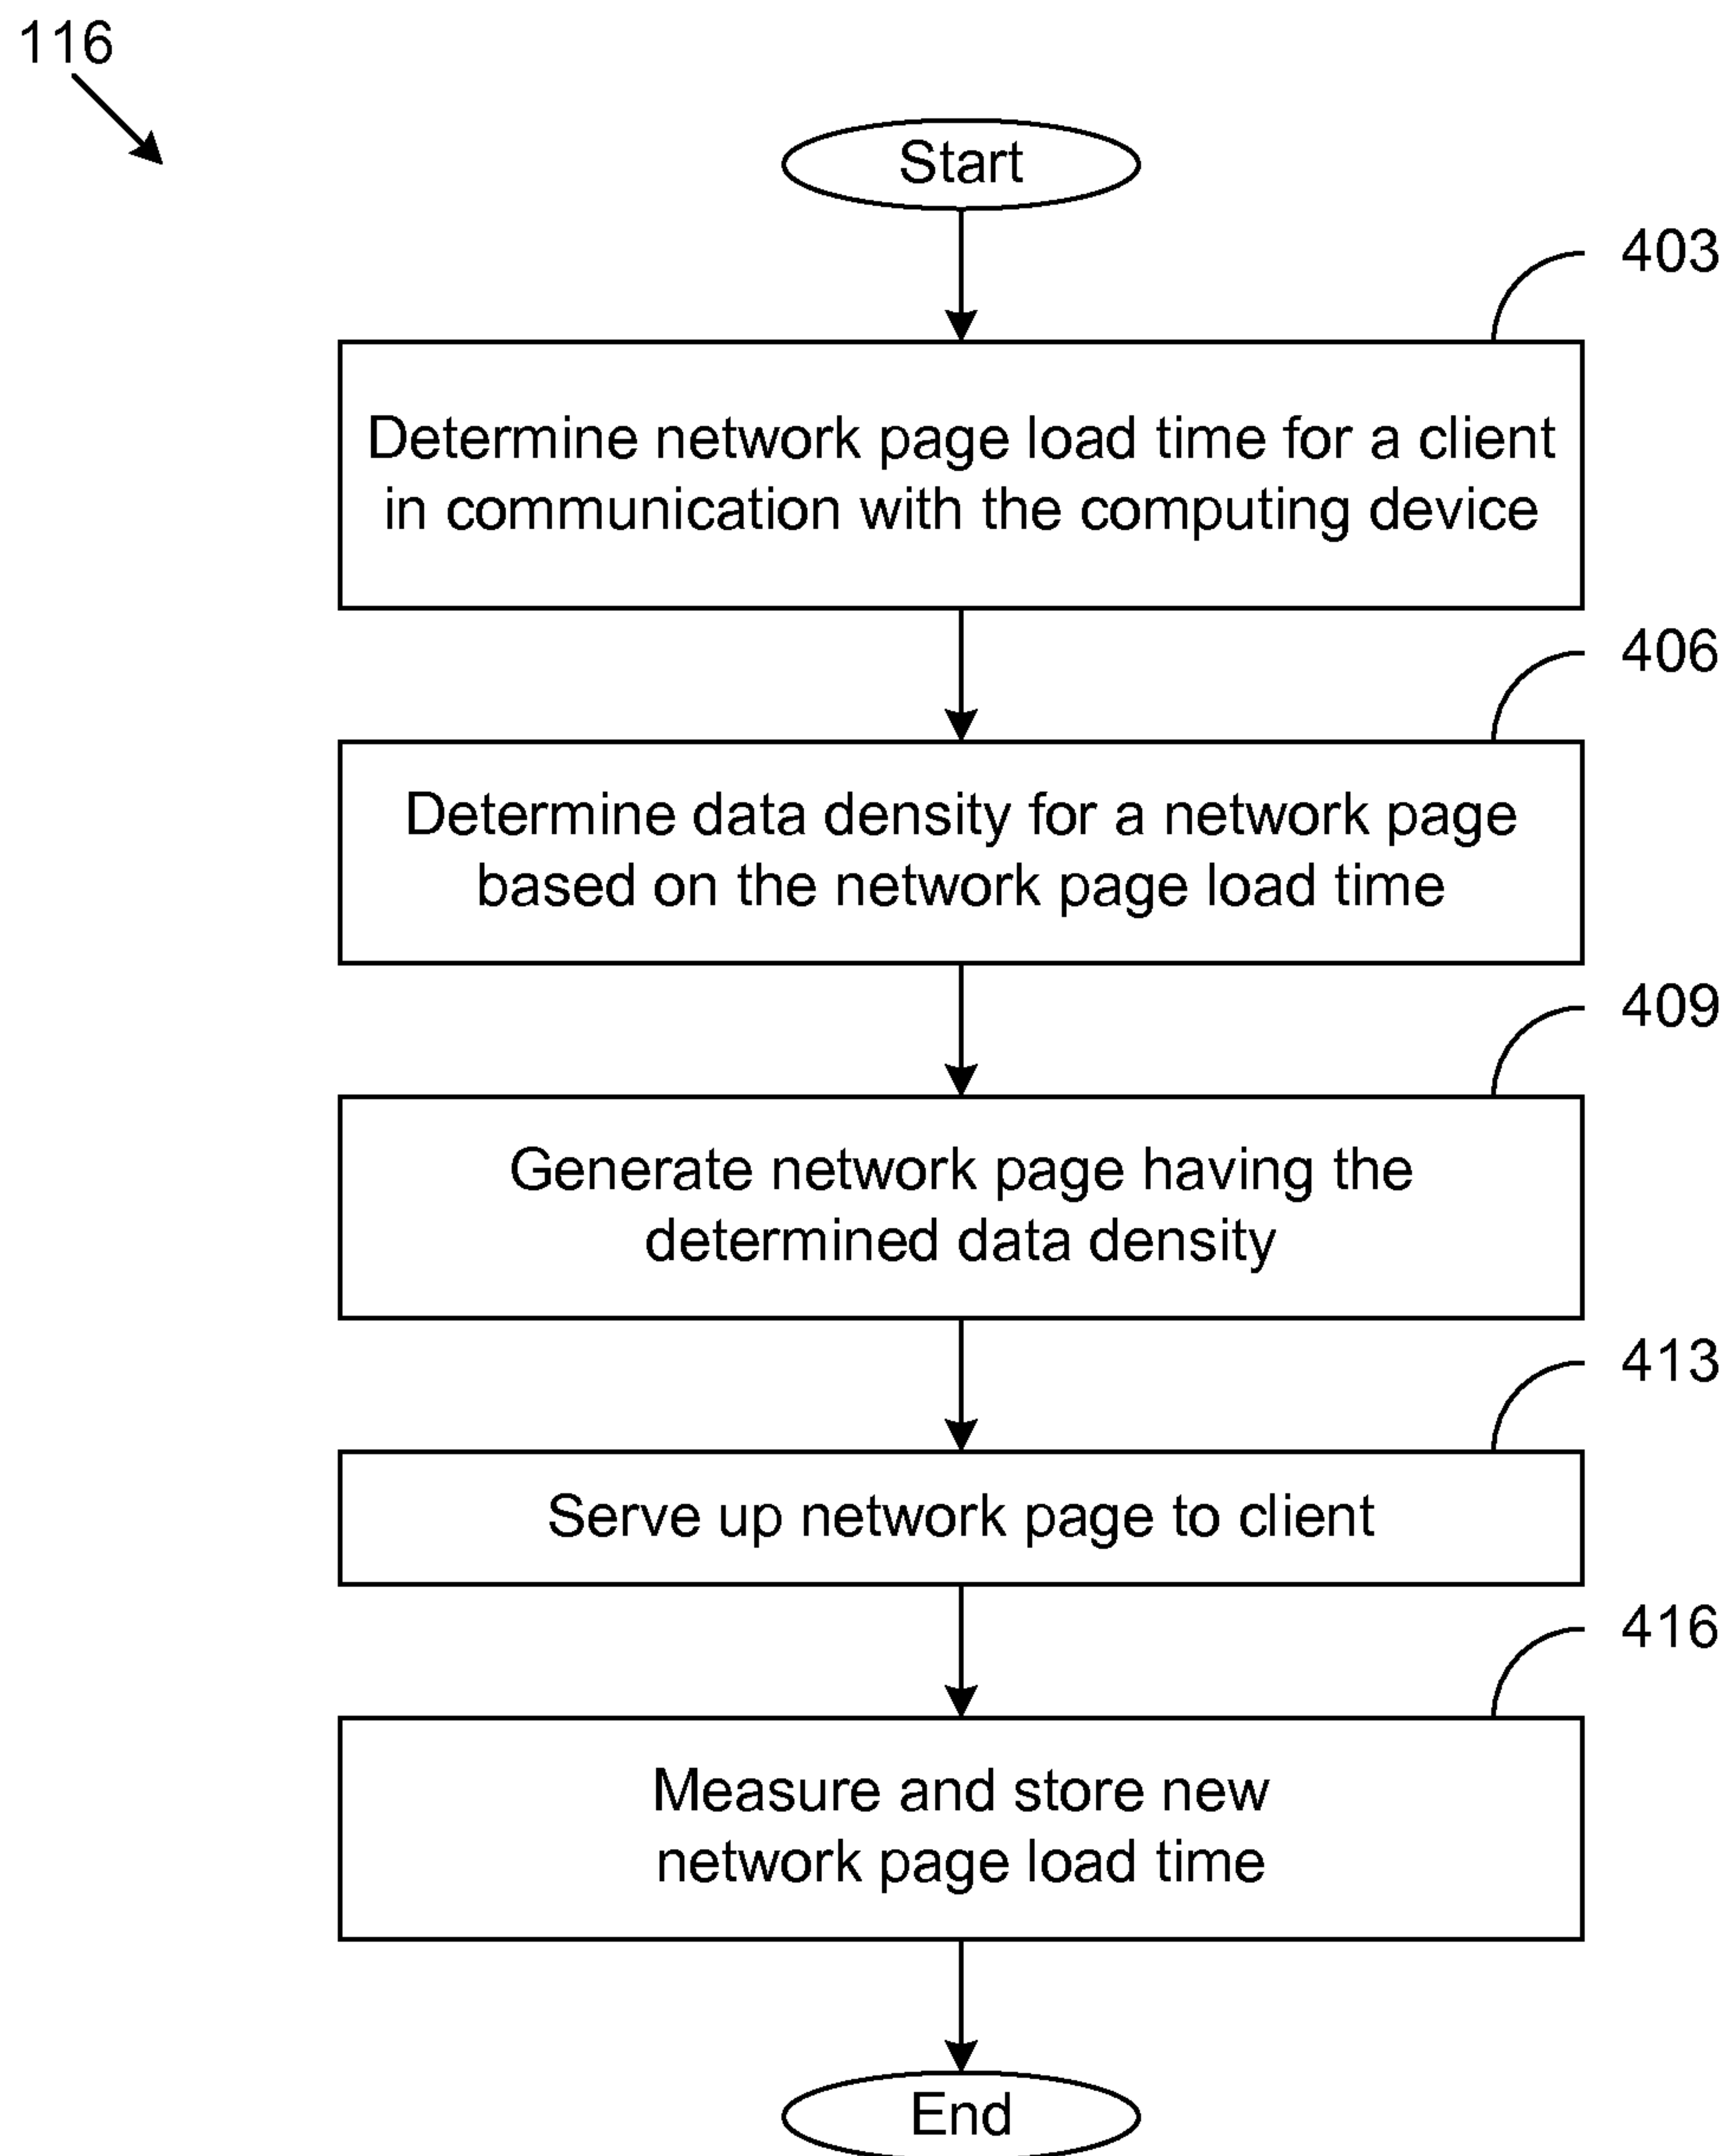 116
Start
403
Determine network page load time for a client
in communication with the computing device
406
Determine data density for a network page
based on the network page load time
409
Generate network page having the
determined data density
413
Serve up network page to client
416
Measure and store new
network page load time
End